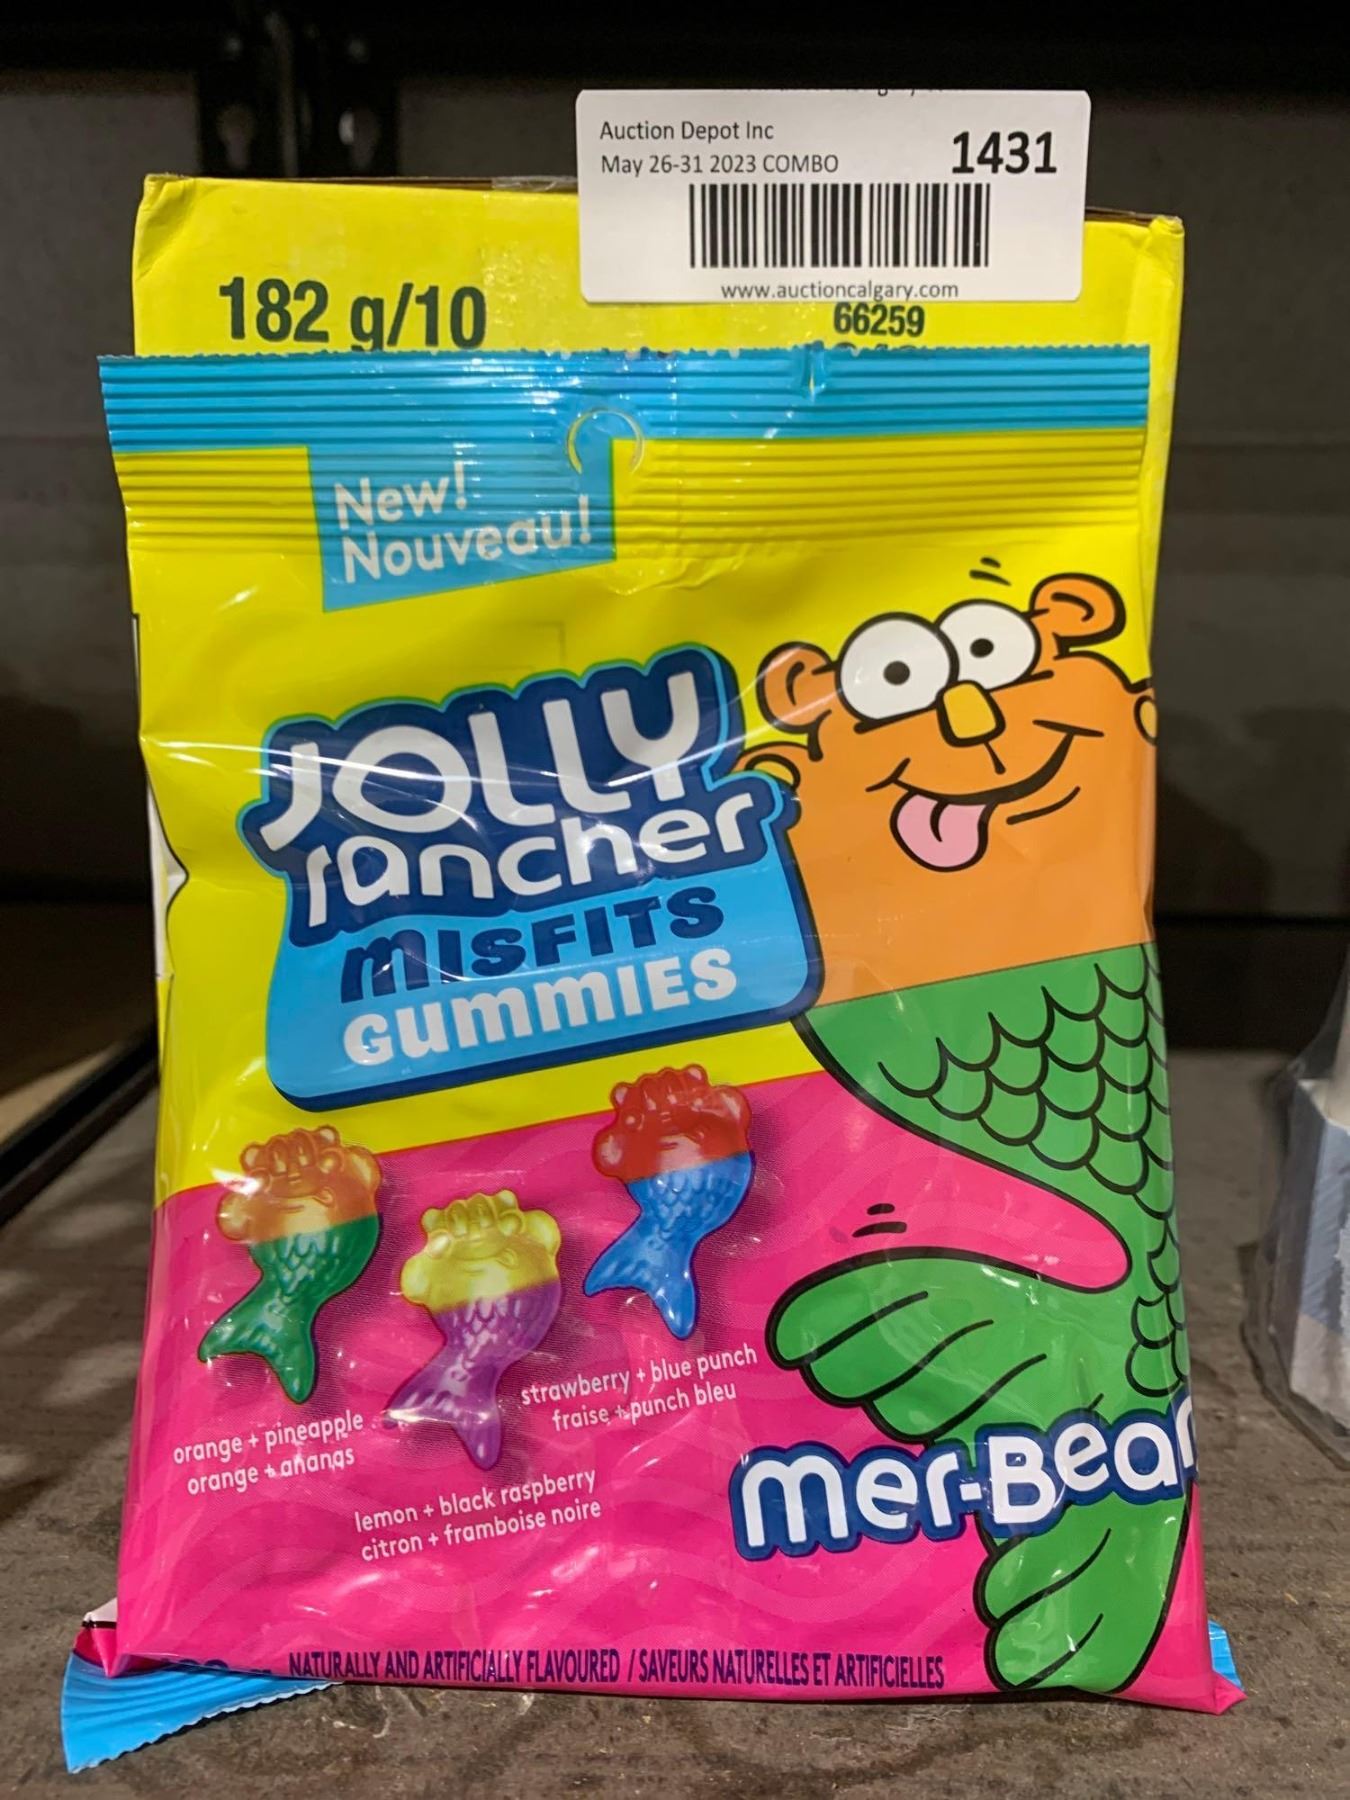 Auction Depot Inc
May 26-31 2023 COMBO
1431
www.auctioncalgary.com
182 g/10
66259
New!
Nouveau!
JOLLY
rancher
MISFITS
GUMMIES
strawberry + blue punch
fraise + punch bleu
orange + pineapple
orange + ananas
lemon + black raspberry
citron + framboise noire
mer-Bear
NATURALLY AND ARTIFICIALLY FLAVOURED / SAVEURS NATURELLES ET ARTIFICIELLES